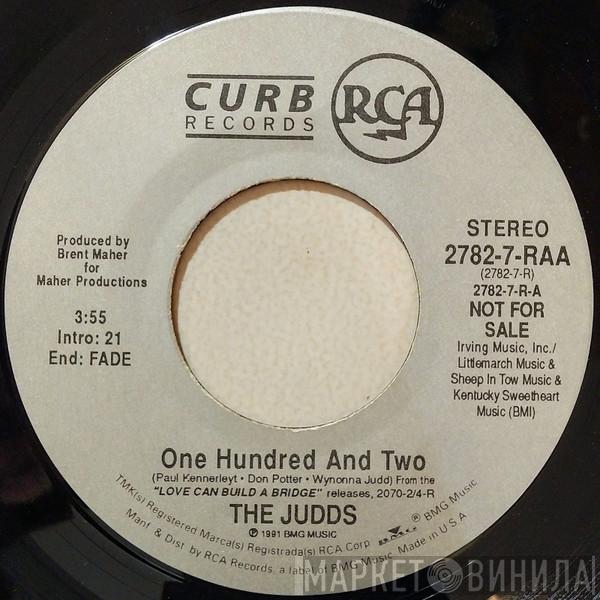 CURB
RECORDS
RCA
Produced by
Brent Maher
for
Maher Productions
3:55
Intro: 21
End: FADE
STEREO
2782-7-RAA
(2782-7-R)
2782-7-R-A
NOT FOR
SALE
Irving Music, Inc./
Littlemarch Music &
Sheep In Tow Music &
Kentucky Sweetheart
Music (BMI)
One Hundred And Two
(Paul Kennerleyt • Don Potter • Wynonna Judd) From the
"LOVE CAN BUILD A BRIDGE" releases, 2070-2/4-R
THE JUDDS
℗ 1991 BMG MUSIC
TMK(s) Registered Marca(s) Registrada(s) RCA Corp. BMG ® BMG Music
Manf. & Dist. by RCA Records, a label of BMG Music. Made in U.S.A
МАРКЕТ ВИНИЛА